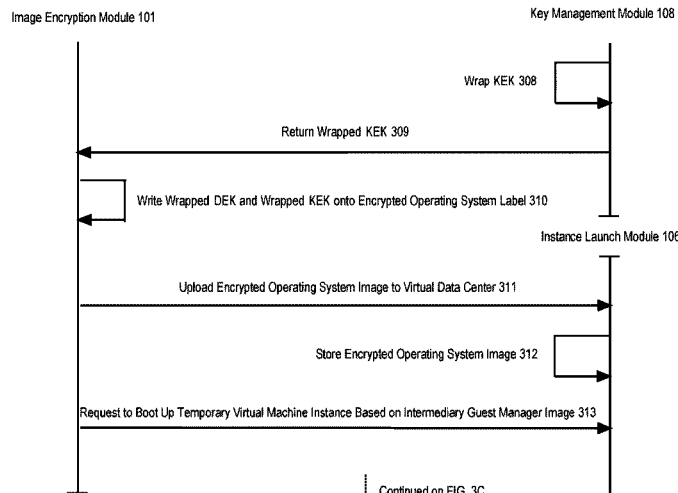 Image Encryption Module 101
Key Management Module 108
Wrap KEK 308
Return Wrapped KEK 309
Write Wrapped DEK and Wrapped KEK onto Encrypted Operating System Label 310
Instance Launch Module 106
Upload Encrypted Operating System Image to Virtual Data Center 311
Store Encrypted Operating System Image 312
Request to Boot Up Temporary Virtual Machine Instance Based on Intermediary Guest Manager Image 313
Continued on FIG. 3C